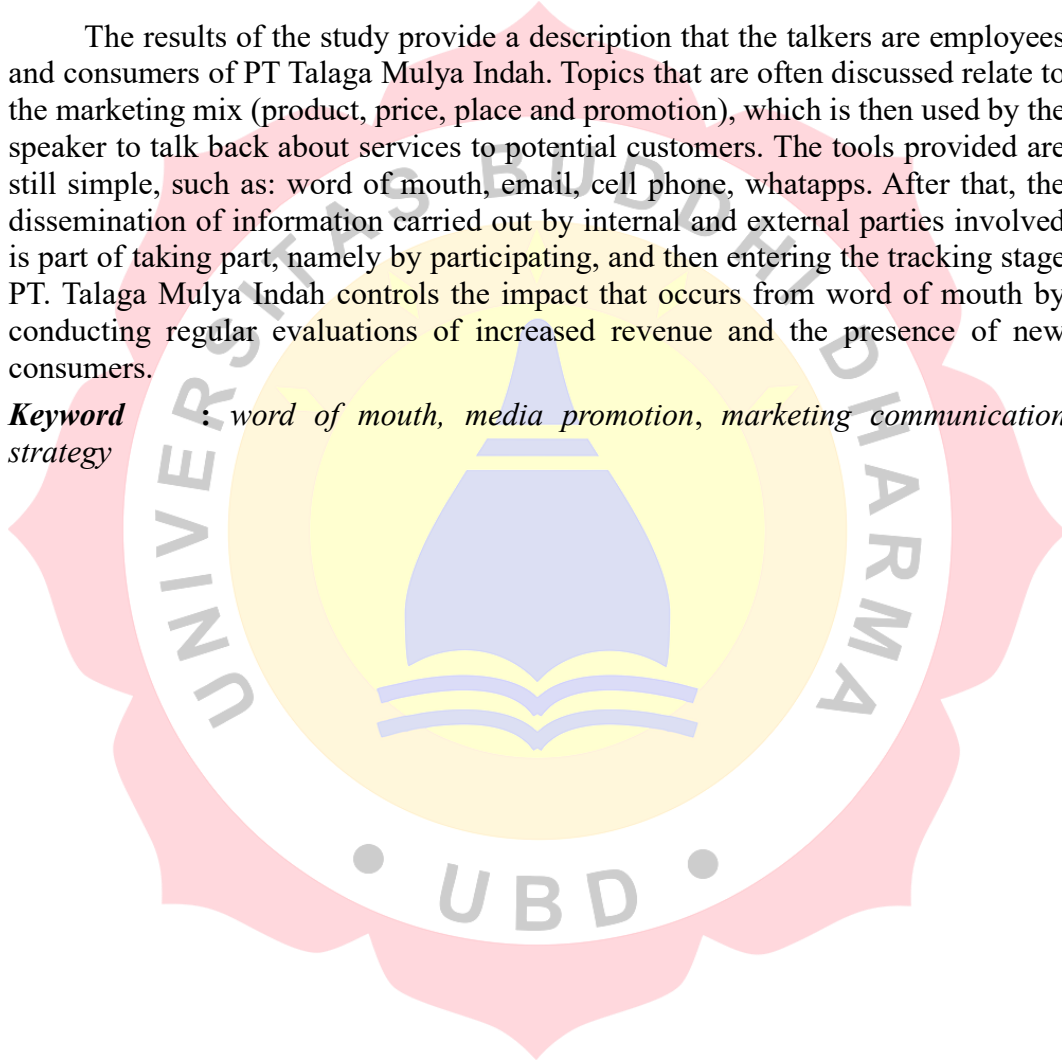 The results of the study provide a description that the talkers are employees
and consumers of PT Talaga Mulya Indah. Topics that are often discussed relate to
the marketing mix (product, price, place and promotion), which is then used by the
speaker to talk back about services to potential customers. The tools provided are
still simple, such as: word of mouth, email, cell phone, whatapps. After that, the
dissemination of information carried out by internal and external parties involved
is part of taking part, namely by participating, and then entering the tracking stage
PT. Talaga Mulya Indah controls the impact that occurs from word of mouth by
conducting regular evaluations of increased revenue and the presence of new
consumers.
Keyword : word of mouth, media promotion, marketing communication
strategy
UNIVERSITAS BUDDHI DHARMA
• UBD •